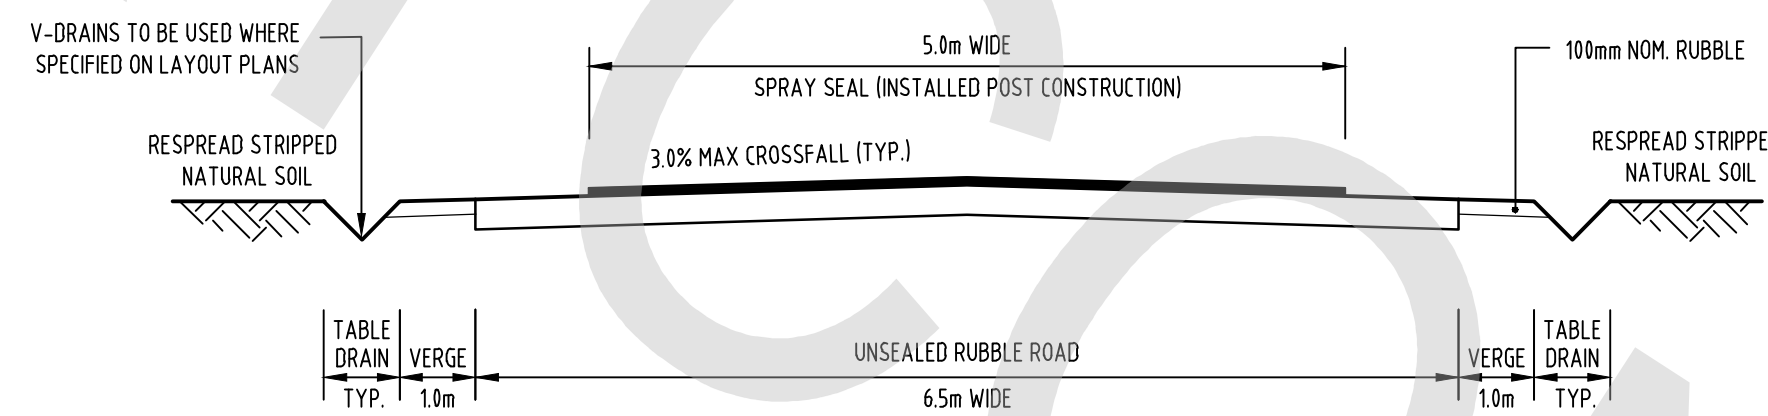 V-DRAINS TO BE USED WHERE
SPECIFIED ON LAYOUT PLANS
5.0m WIDE
SPRAY SEAL (INSTALLED POST CONSTRUCTION)
100mm NOM. RUBBLE
RESPREAD STRIPPED
NATURAL SOIL
3.0% MAX CROSSFALL (TYP.)
RESPREAD STRIPPE
NATURAL SOIL
TABLE
DRAIN
TYP.
VERGE
1.0m
UNSEALED RUBBLE ROAD
6.5m WIDE
VERGE
1.0m
TABLE
DRAIN
TYP.